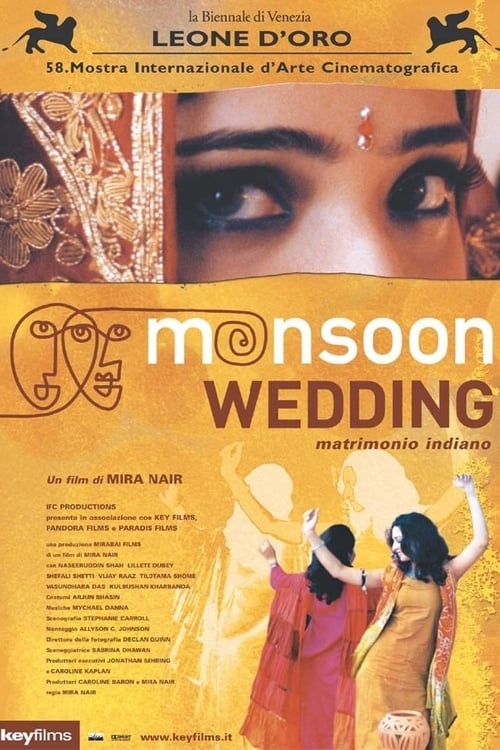 la Biennale di Venezia
LEONE D'ORO
58. Mostra Internazionale d'Arte Cinematografica
monsoon
WEDDING
matrimonio indiano
Un film di MIRA NAIR
IFC PRODUCTIONS
presenta in associazione con KEY FILMS,
PANDORA FILMS e PARADIS FILMS
una produzione MIRABAI FILMS
di un film di MIRA NAIR
con NASEERUDDIN SHAH LILLETE DUBEY
SHEFALI SHETTI VIJAY RAAZ TILOTAMA SHOME
VASUNDHARA DAS KULBUSHAN KHARBANDA
Costumi ARJUN BHASIN
Musiche MYCHAEL DANNA
Scenografia STEPHANIE CARROLL
Montaggio ALLYSON C. JOHNSON
Direttore della fotografia DECLAN QUINN
Sceneggiatrice SABRINA DHAWAN
Produttori esecutivi JONATHAN SEHRING
e CAROLINE KAPLAN
Produttori CAROLINE BARON e MIRA NAIR
regia MIRA NAIR
keyfilms
www.keyfilms.it